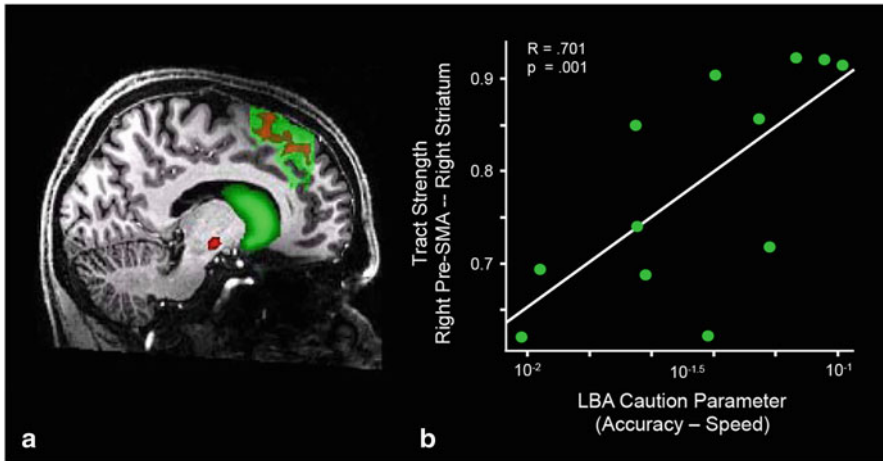 a
b
R = .701
p = .001
Tract Strength
Right Pre-SMA -- Right Striatum
0.9
0.8
0.7
10-2
10-1.5
10-1
LBA Caution Parameter
(Accuracy – Speed)